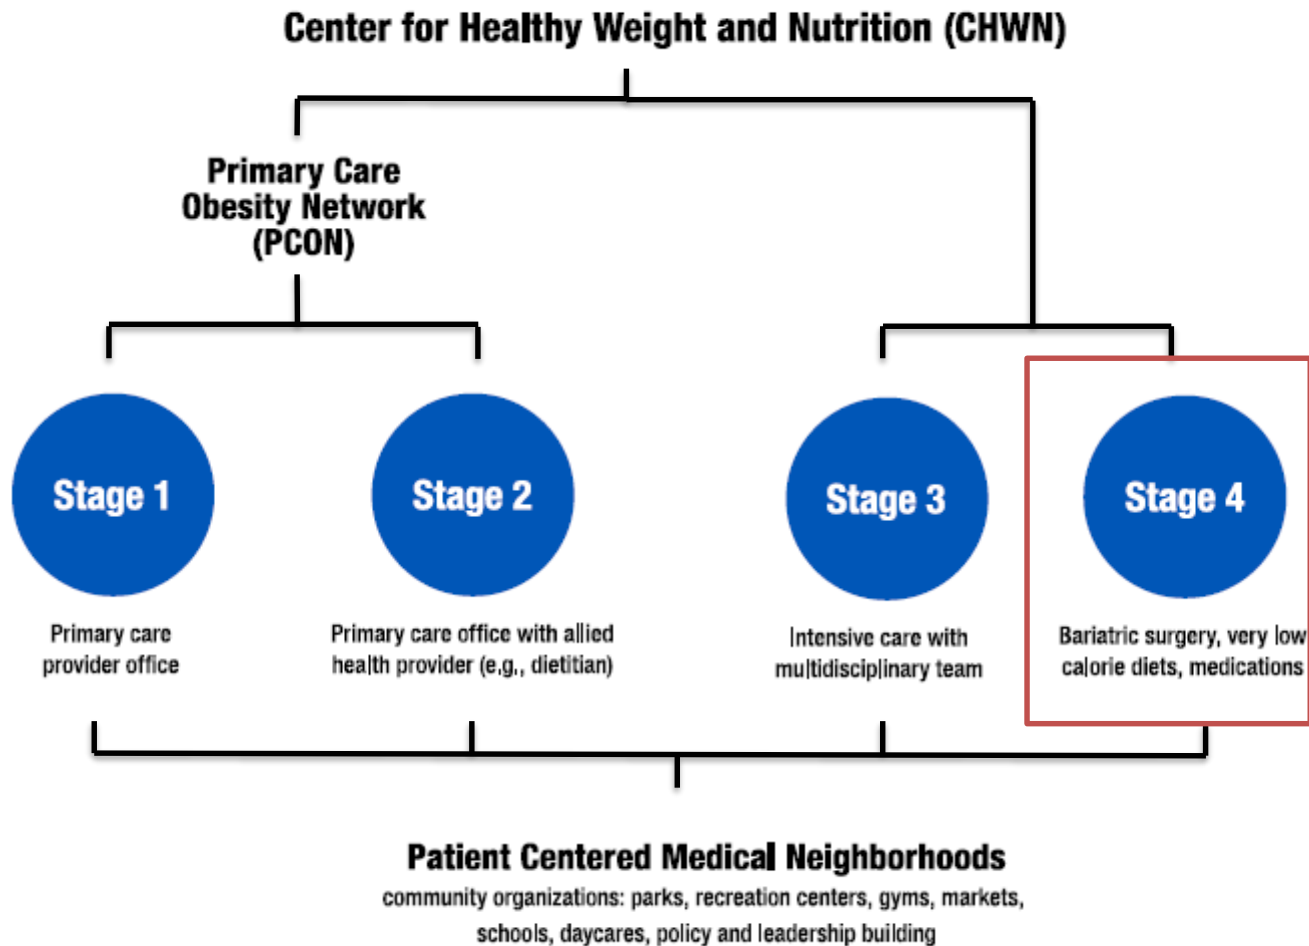 Center for Healthy Weight and Nutrition (CHWN)
Primary Care
Obesity Network
(PCON)
Stage 1
Stage 2
Stage 3
Stage 4
Primary care
provider office
Primary care office with allied
health provider (e.g., dietitian)
Intensive care with
multidisciplinary team
Bariatric surgery, very low
calorie diets, medications
Patient Centered Medical Neighborhoods
community organizations: parks, recreation centers, gyms, markets,
schools, daycares, policy and leadership building